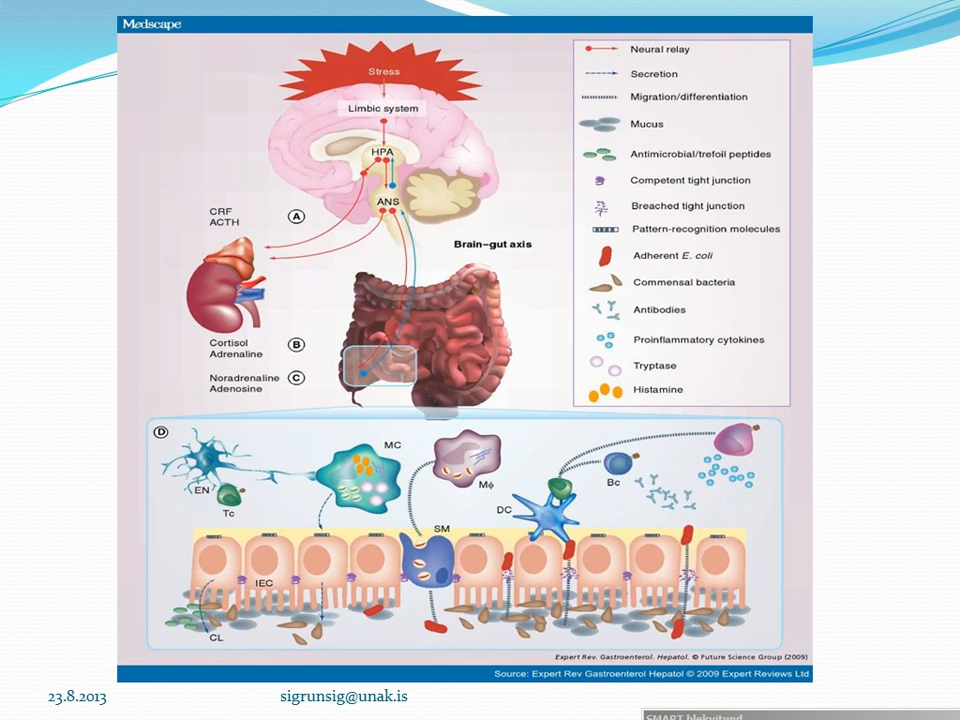 Medscape
Stress
Limbic system
HPA
ANS
CRF
ACTH
A
Brain–gut axis
Cortisol
Adrenaline
B
Noradrenaline
Adenosine
C
Neural relay
Secretion
Migration/differentiation
Mucus
Antimicrobial/trefoil peptides
Competent tight junction
Breached tight junction
Pattern-recognition molecules
Adherent E. coli
Commensal bacteria
Antibodies
Proinflammatory cytokines
Tryptase
Histamine
D
EN
Tc
MC
Mϕ
DC
Bc
SM
IEC
CL
Expert Rev. Gastroenterol. Hepatol. © Future Science Group (2009)
Source: Expert Rev Gastroenterol Hepatol © 2009 Expert Reviews Ltd
23.8.2013
sigrunsig@unak.is